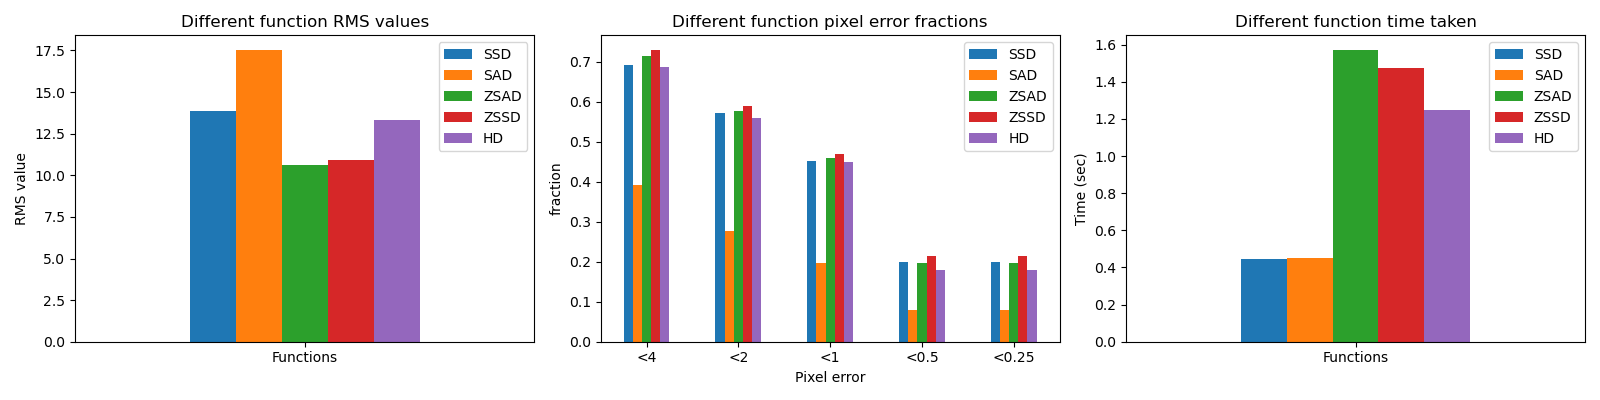 Different function RMS values
RMS value
17.5
15.0
12.5
10.0
7.5
5.0
2.5
0.0
Functions
SSD
SAD
ZSAD
ZSSD
HD
Different function pixel error fractions
fraction
0.7
0.6
0.5
0.4
0.3
0.2
0.1
0.0
<4 <2 <1 <0.5 <0.25
Pixel error
SSD
SAD
ZSAD
ZSSD
HD
Different function time taken
Time (sec)
1.6
1.4
1.2
1.0
0.8
0.6
0.4
0.2
0.0
Functions
SSD
SAD
ZSAD
ZSSD
HD